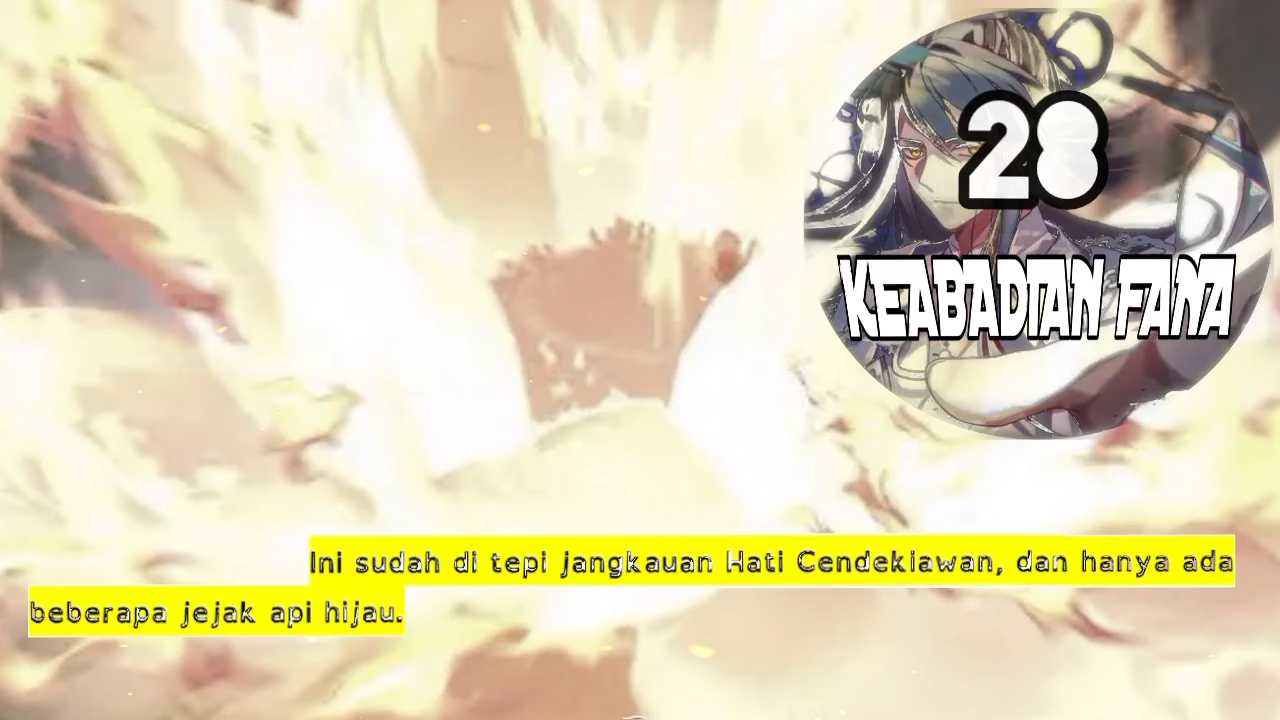 28
KEABADIAN FANA
Ini sudah di tepi jangkauan Hati Cendekiawan, dan hanya ada
beberapa jejak api hijau.